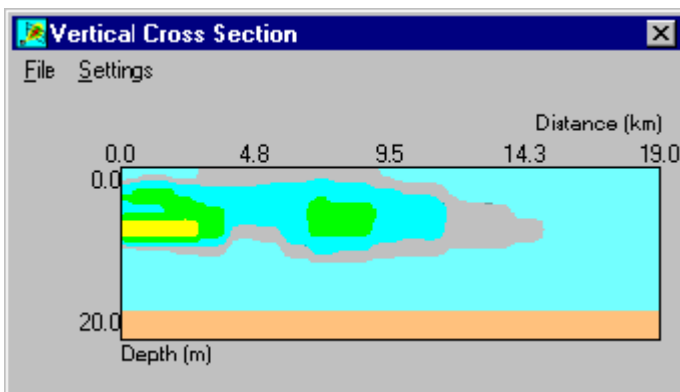 Vertical Cross Section
File Settings
Distance (km)
0.0 4.8 9.5 14.3 19.0
0.0
20.0
Depth (m)